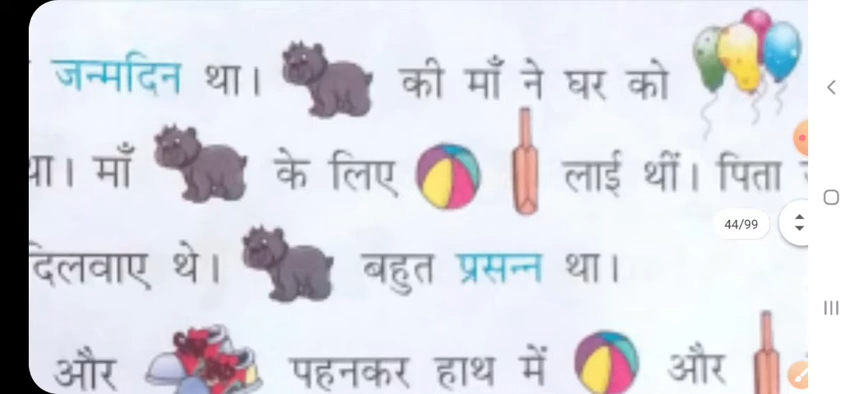 जन्मदिन था। की माँ ने घर को
था। माँ के लिए लाई थीं। पिता
44/99
दिलवाए थे। बहुत प्रसन्न था।
और पहनकर हाथ में और